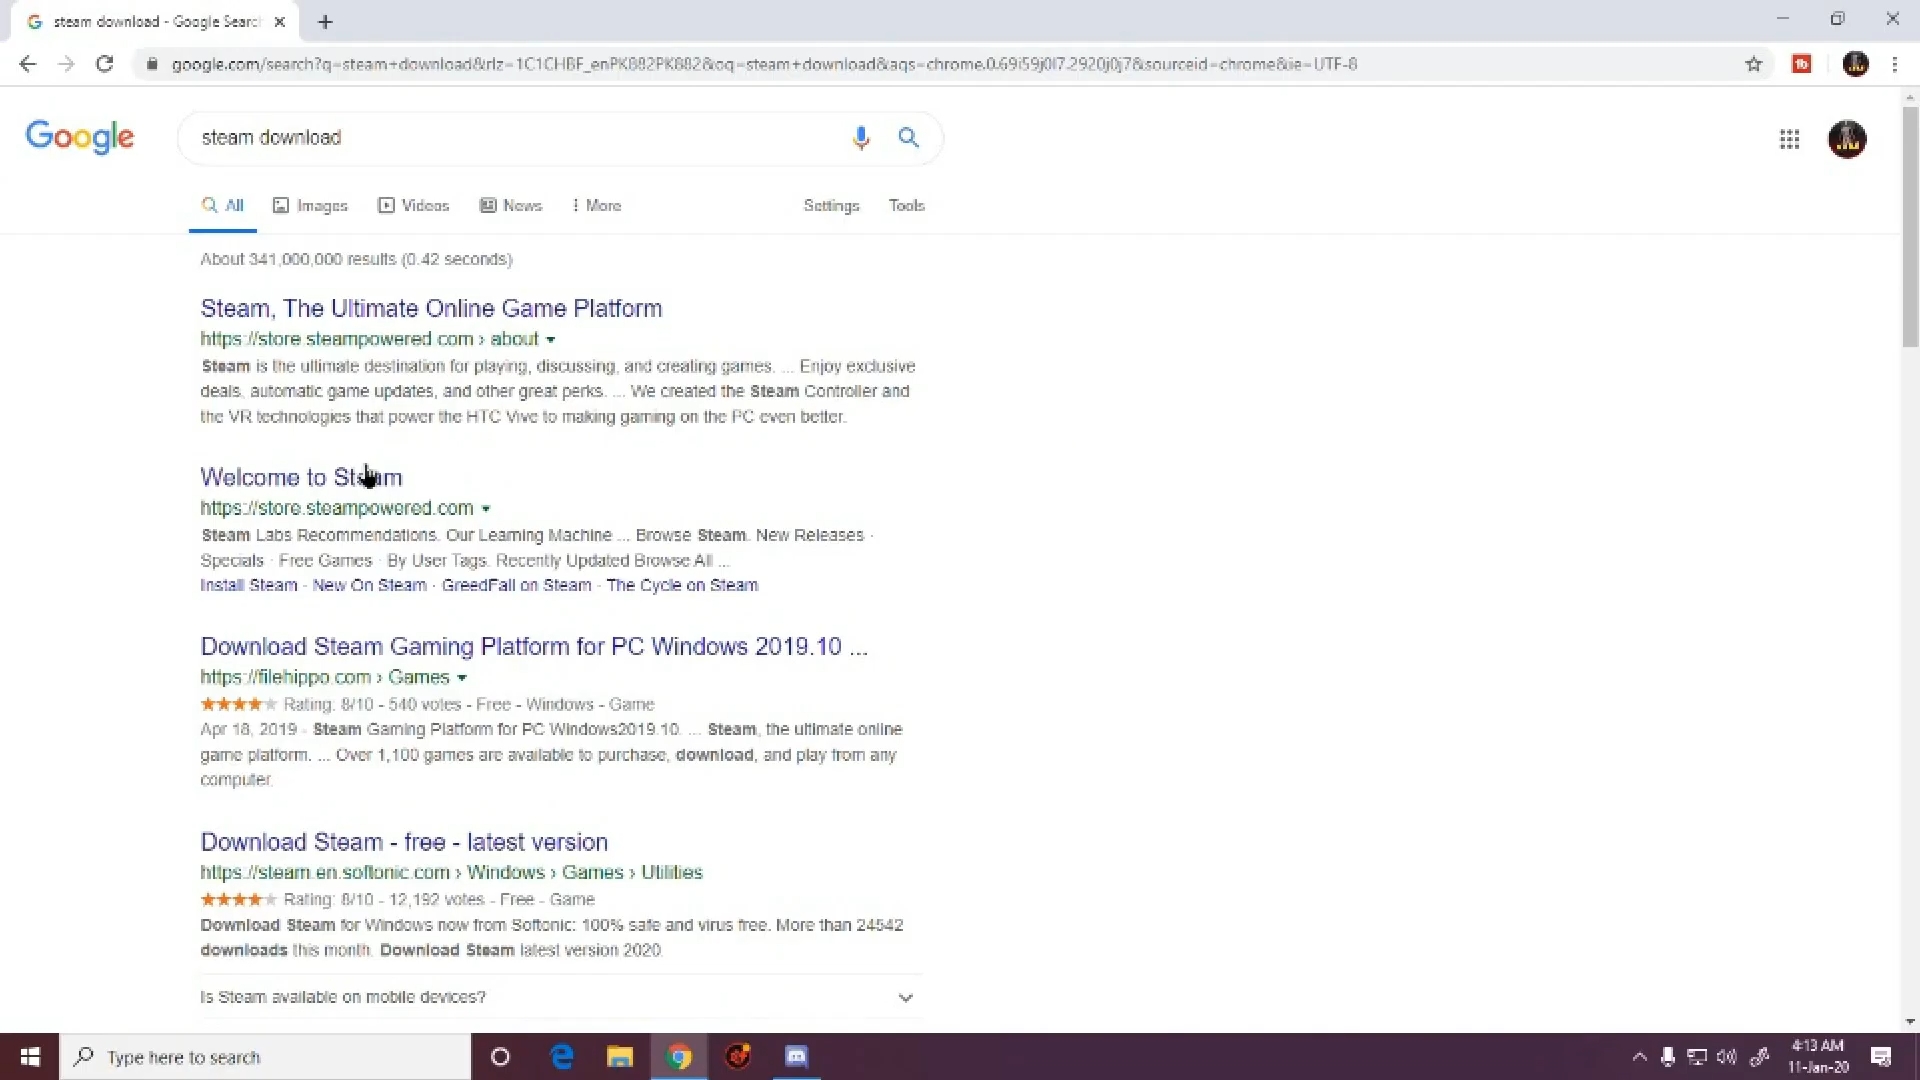 steam download - Google Searc
google.com/search?q=steam+download&rlz=1C1CHBF_enPK882PK882&oq=steam+download&aqs=chrome.0.69i59j0l7.2920j0j7&sourceid=chrome&ie=UTF-8
Google
steam download
All Images Videos News More Settings Tools
About 341,000,000 results (0.42 seconds)
Steam, The Ultimate Online Game Platform
https://store.steampowered.com › about
Steam is the ultimate destination for playing, discussing, and creating games. ... Enjoy exclusive
deals, automatic game updates, and other great perks. ... We created the Steam Controller and
the VR technologies that power the HTC Vive to making gaming on the PC even better.
Welcome to Steam
https://store.steampowered.com
Steam Labs Recommendations. Our Learning Machine ... Browse Steam. New Releases ·
Specials · Free Games · By User Tags. Recently Updated Browse All ...
Install Steam · New On Steam · GreedFall on Steam · The Cycle on Steam
Download Steam Gaming Platform for PC Windows 2019.10 ...
https://filehippo.com › Games
Rating: 8/10 - 540 votes - Free - Windows - Game
Apr 18, 2019 - Steam Gaming Platform for PC Windows2019.10. ... Steam, the ultimate online
game platform. ... Over 1,100 games are available to purchase, download, and play from any
computer.
Download Steam - free - latest version
https://steam.en.softonic.com › Windows › Games › Utilities
Rating: 8/10 - 12,192 votes - Free - Game
Download Steam for Windows now from Softonic: 100% safe and virus free. More than 24542
downloads this month. Download Steam latest version 2020.
Is Steam available on mobile devices?
Type here to search
4:13 AM
11-Jan-20